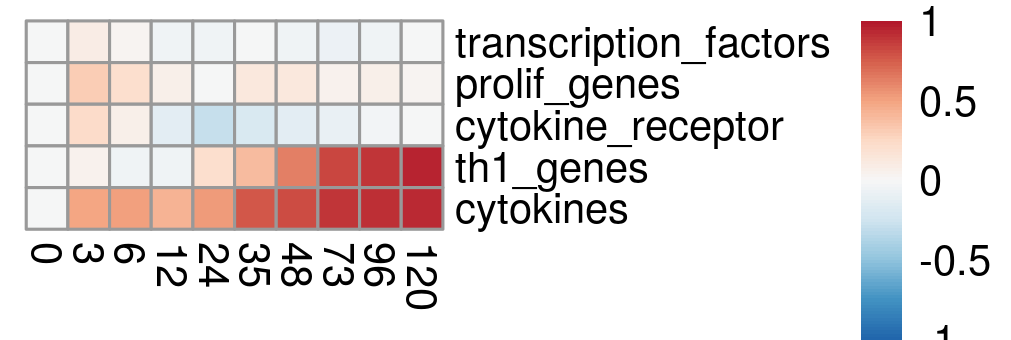 transcription_factors
prolif_genes
cytokine_receptor
th1_genes
cytokines
0 3 6 12 24 35 48 73 96 120
1
0.5
0
-0.5